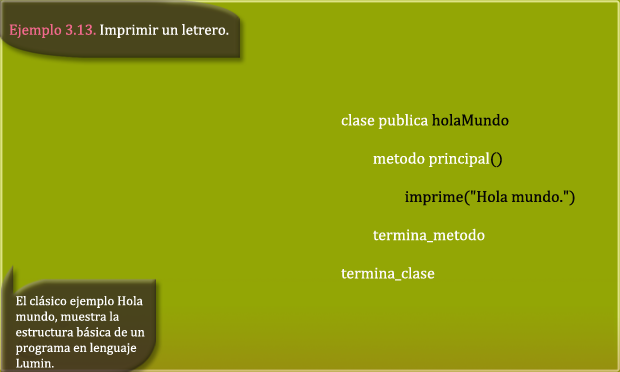 Ejemplo 3.13. Imprimir un letrero.
clase publica holaMundo
metodo principal()
imprime("Hola mundo.")
termina_metodo
termina_clase
El clásico ejemplo Hola
mundo, muestra la
estructura básica de un
programa en lenguaje
Lumin.